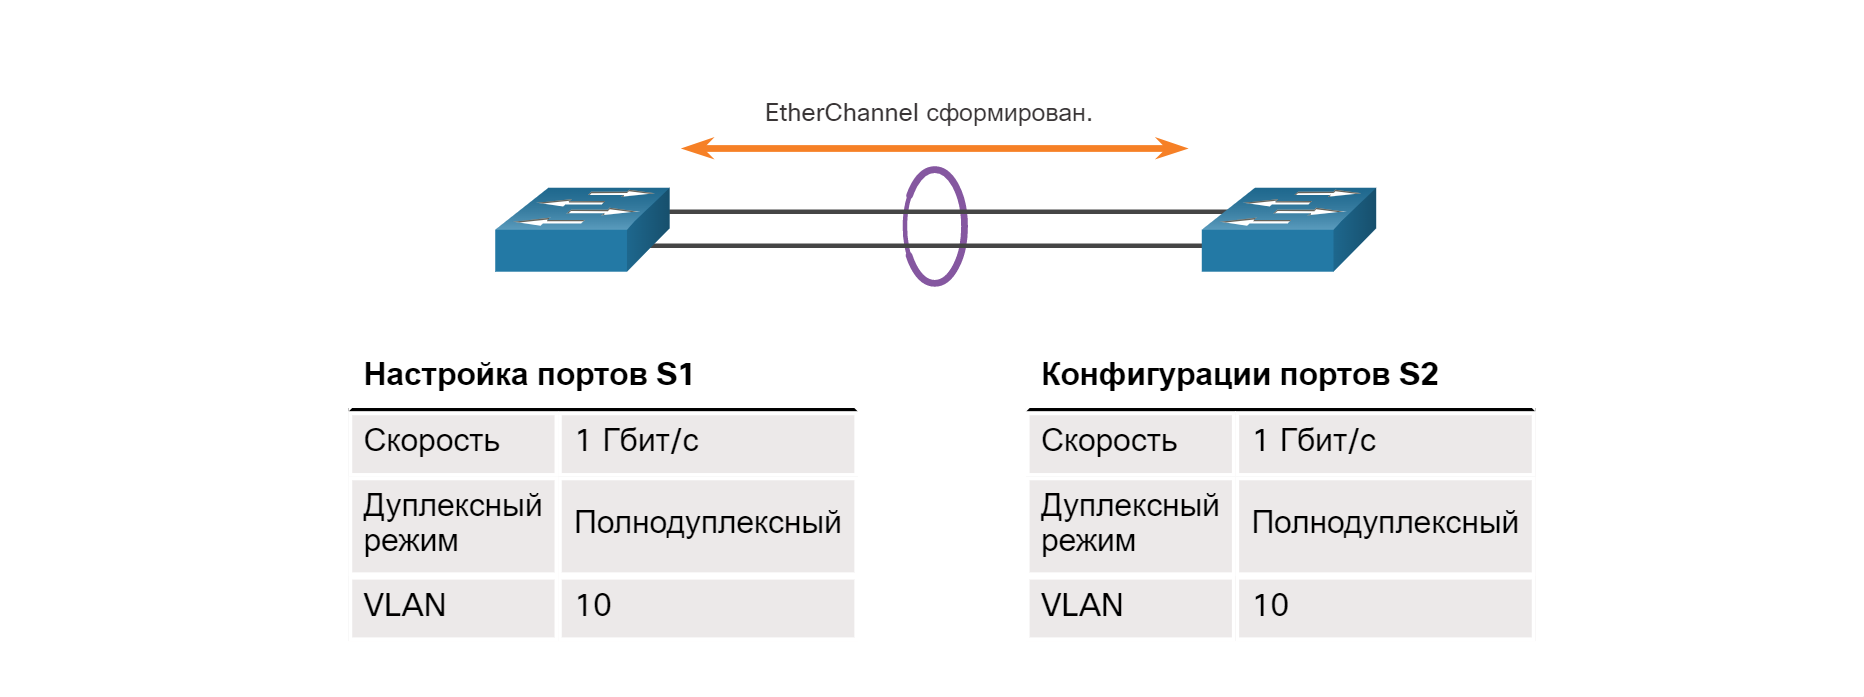 EtherChannel сформирован.
Настройка портов S1
Скорость 1 Гбит/с
Дуплексный режим Полнодуплексный
VLAN 10
Конфигурации портов S2
Скорость 1 Гбит/с
Дуплексный режим Полнодуплексный
VLAN 10